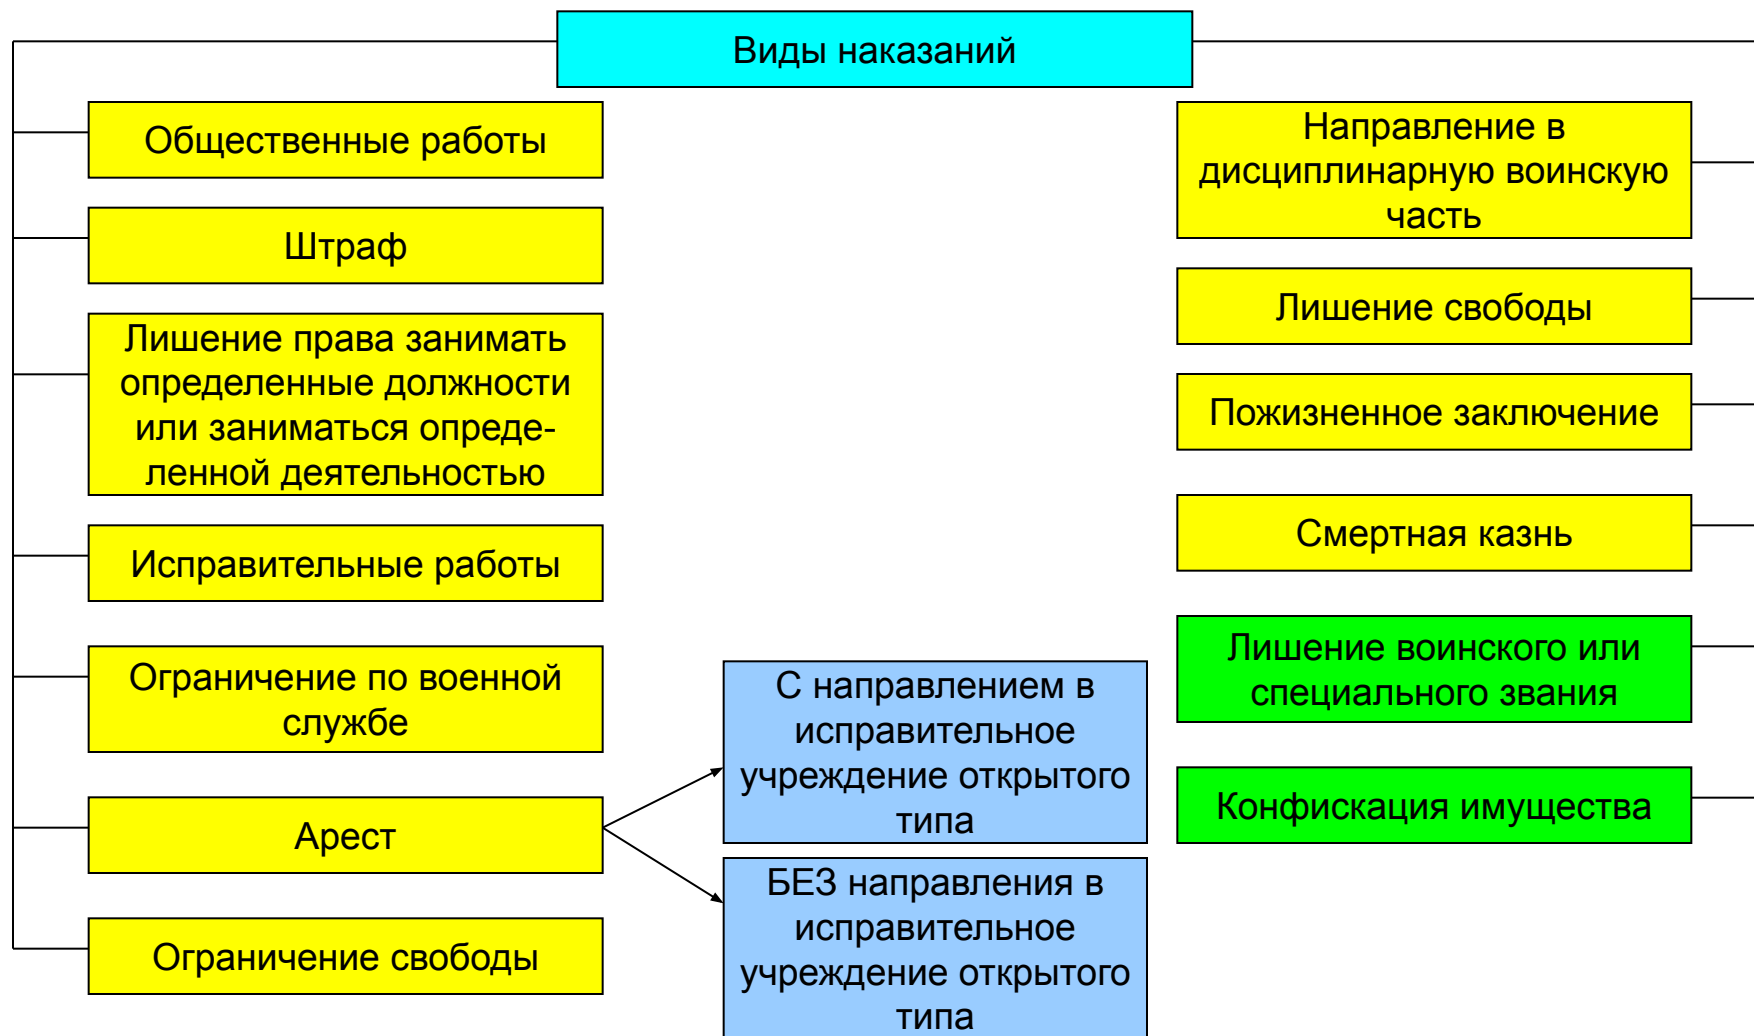 Виды наказаний
Общественные работы
Штраф
Лишение права занимать
определенные должности
или заниматься опреде-
ленной деятельностью
Исправительные работы
Ограничение по военной
службе
Арест
Ограничение свободы
С направлением в
исправительное
учреждение открытого
типа
БЕЗ направления в
исправительное
учреждение открытого
типа
Направление в
дисциплинарную воинскую
часть
Лишение свободы
Пожизненное заключение
Смертная казнь
Лишение воинского или
специального звания
Конфискация имущества